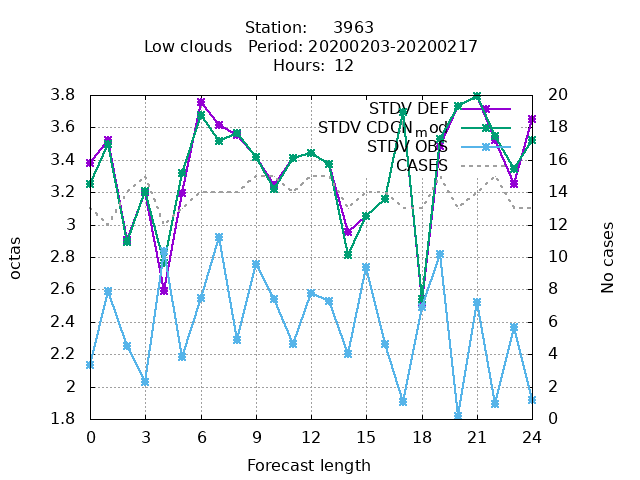 Station: 3963
Low clouds Period: 20200203-20200217
Hours: 12
STDV DEF
STDV CDCN_mod
STDV OBS
CASES
octas
No cases
3.8
3.6
3.4
3.2
3
2.8
2.6
2.4
2.2
2
1.8
20
18
16
14
12
10
8
6
4
2
0
0 3 6 9 12 15 18 21 24
Forecast length